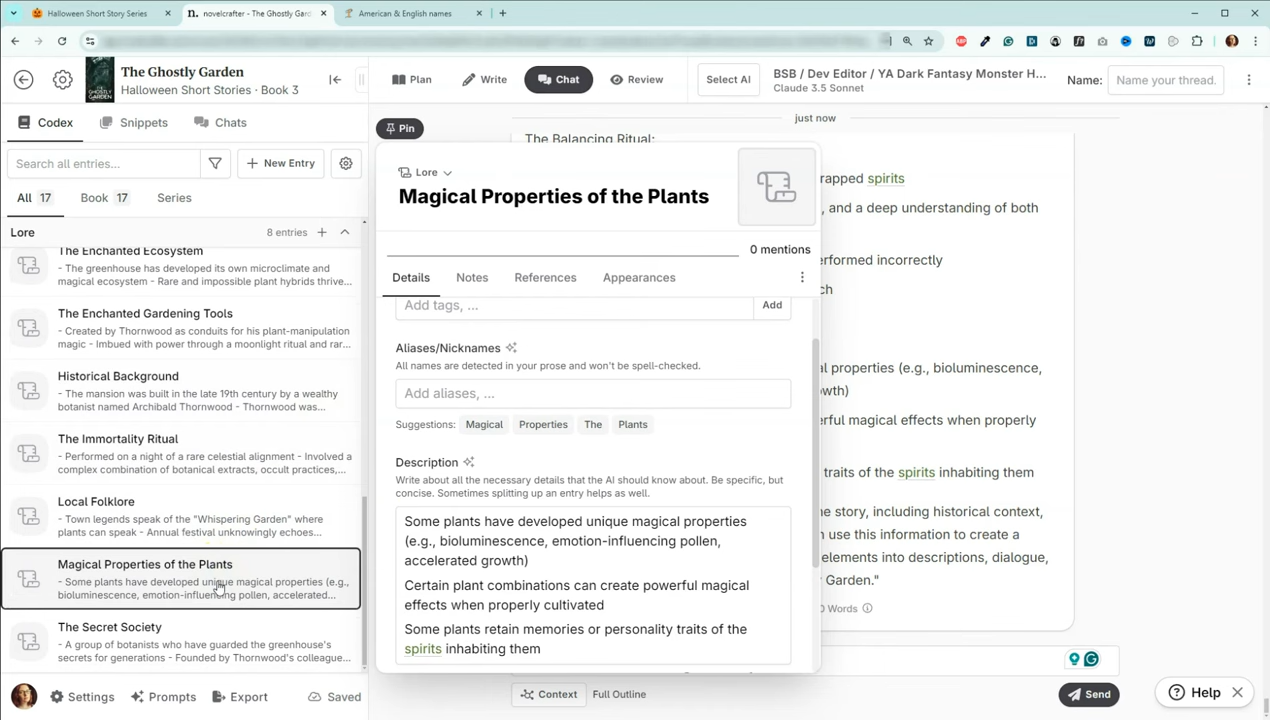 Halloween Short Story Series
novelcrafter - The Ghostly Gard
American & English names
The Ghostly Garden
Halloween Short Stories - Book 3
Plan
Write
Chat
Review
Select AI
BSB / Dev Editor / YA Dark Fantasy Monster H...
Claude 3.5 Sonnet
Name:
Name your thread.
Codex
Snippets
Chats
Search all entries...
New Entry
All 17
Book 17
Series
Lore
8 entries
The Enchanted Ecosystem
- The greenhouse has developed its own microclimate and
magical ecosystem - Rare and impossible plant hybrids thrive...
The Enchanted Gardening Tools
- Created by Thornwood as conduits for his plant-manipulation
magic - Imbued with power through a moonlight ritual and rar...
Historical Background
- The mansion was built in the late 19th century by a wealthy
botanist named Archibald Thornwood - Thornwood was...
The Immortality Ritual
- Performed on a night of a rare celestial alignment - Involved a
complex combination of botanical extracts, occult practices,...
Local Folklore
- Town legends speak of the "Whispering Garden" where
plants can speak - Annual festival unknowingly echoes...
Magical Properties of the Plants
- Some plants have developed unique magical properties (e.g.,
bioluminescence, emotion-influencing pollen, accelerated...
The Secret Society
- A group of botanists who have guarded the greenhouse's
secrets for generations - Founded by Thornwood's colleague...
Settings
Prompts
Export
Saved
Pin
Lore
Magical Properties of the Plants
0 mentions
Details
Notes
References
Appearances
Add tags, ...
Add
Aliases/Nicknames
All names are detected in your prose and won't be spell-checked.
Add aliases, ...
Suggestions: Magical Properties The Plants
Description
Write about all the necessary details that the AI should know about. Be specific, but
concise. Sometimes splitting up an entry helps as well.
Some plants have developed unique magical properties
(e.g., bioluminescence, emotion-influencing pollen,
accelerated growth)
Certain plant combinations can create powerful magical
effects when properly cultivated
Some plants retain memories or personality traits of the
spirits inhabiting them
just now
The Balancing Ritual:
rapped spirits
, and a deep understanding of both
erformed incorrectly
ch
al properties (e.g., bioluminescence,
wth)
erful magical effects when properly
traits of the spirits inhabiting them
he story, including historical context,
n use this information to create a
elements into descriptions, dialogue,
r Garden."
0 Words
Context
Full Outline
Send
Help